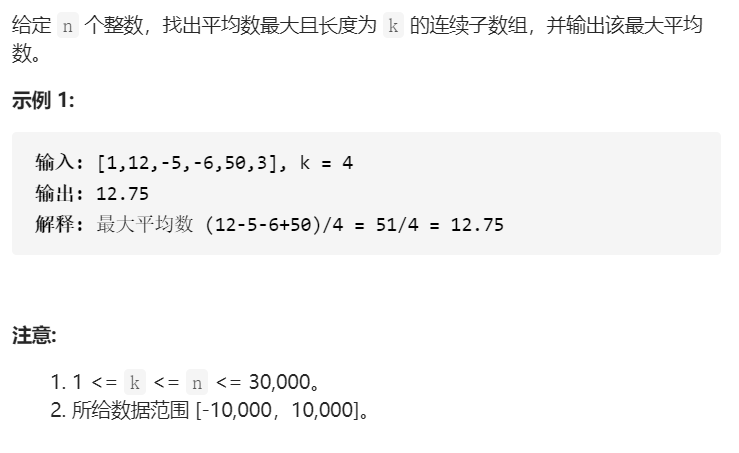 给定 n 个整数，找出平均数最大且长度为 k 的连续子数组，并输出该最大平均
数。
示例 1:
输入: [1,12,-5,-6,50,3], k = 4
输出: 12.75
解释: 最大平均数 (12-5-6+50)/4 = 51/4 = 12.75
注意:
1. 1 <= k <= n <= 30,000。
2. 所给数据范围 [-10,000，10,000]。